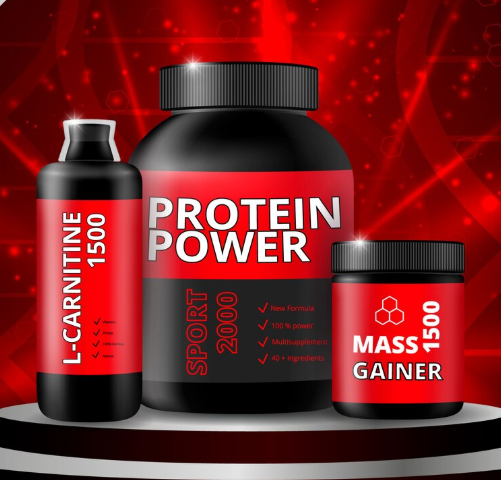 L-CARNITINE
1500
PROTEIN
POWER
SPORT
2000
New Formula
100 % power
Multisupplement
40 + Ingredients
MASS 1500
GAINER